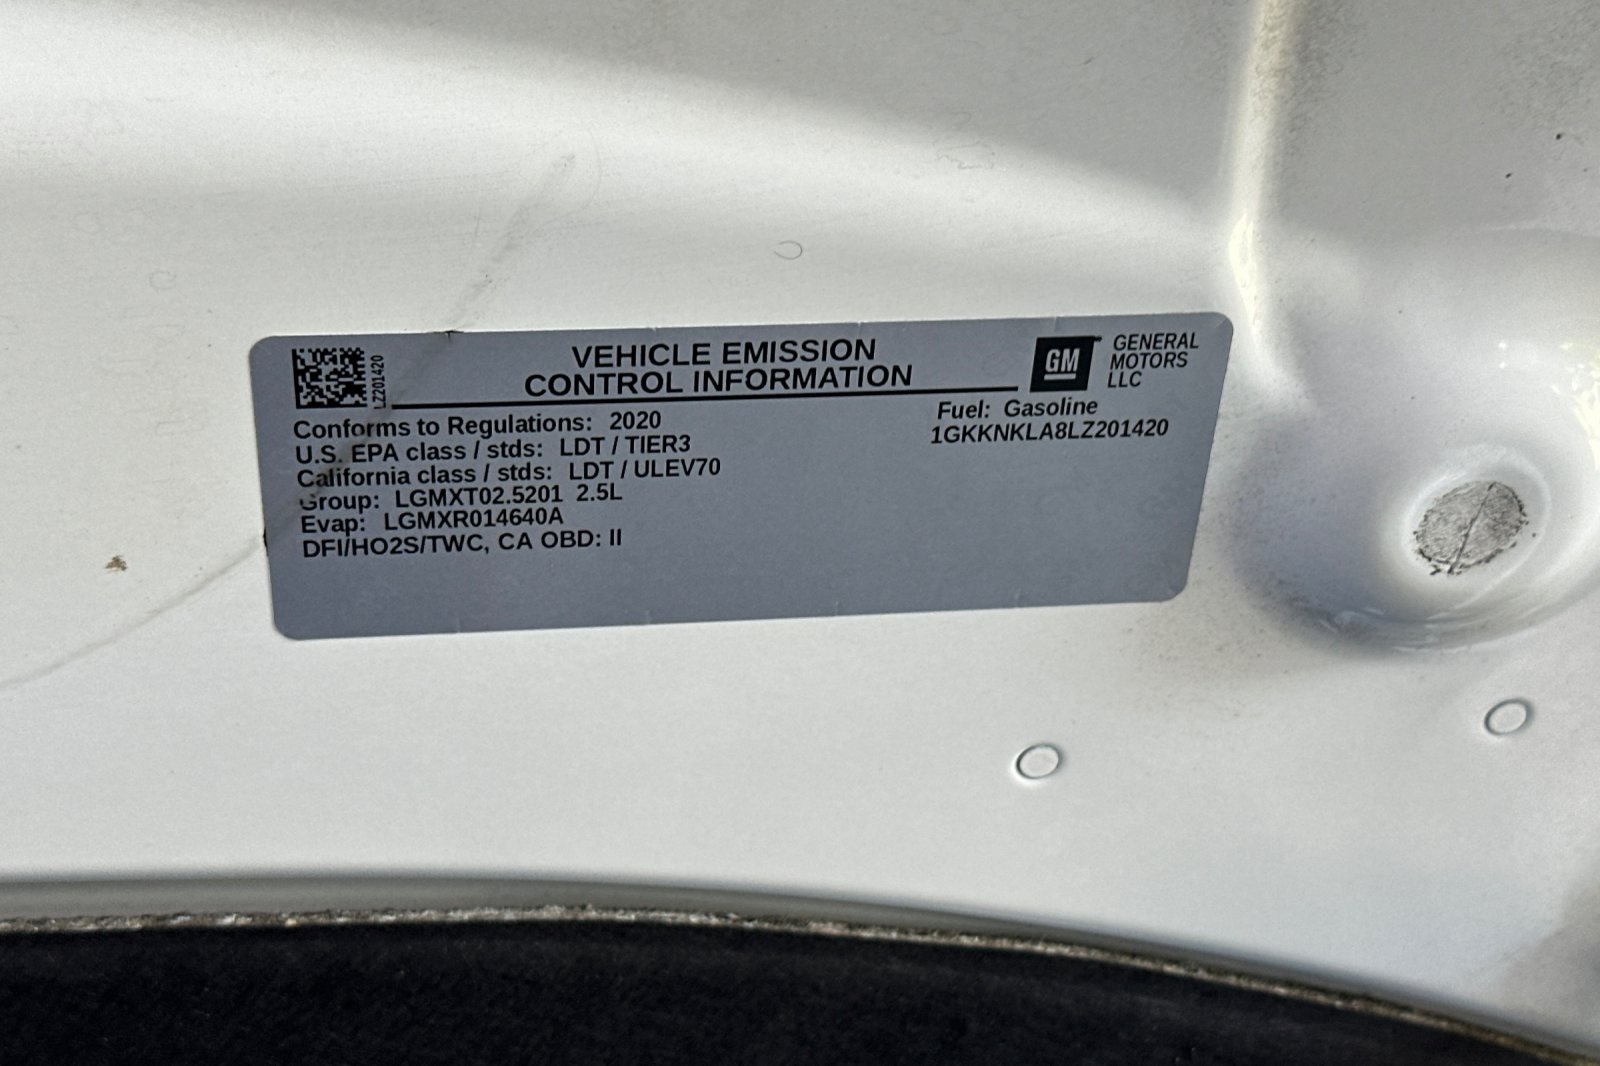 LZ201420
VEHICLE EMISSION
CONTROL INFORMATION
GM
GENERAL
MOTORS
LLC
Conforms to Regulations: 2020
U.S. EPA class / stds: LDT / TIER3
California class / stds: LDT / ULEV70
Group: LGMXT02.5201 2.5L
Evap: LGMXR014640A
DFI/HO2S/TWC, CA OBD: II
Fuel: Gasoline
1GKKNKLA8LZ201420